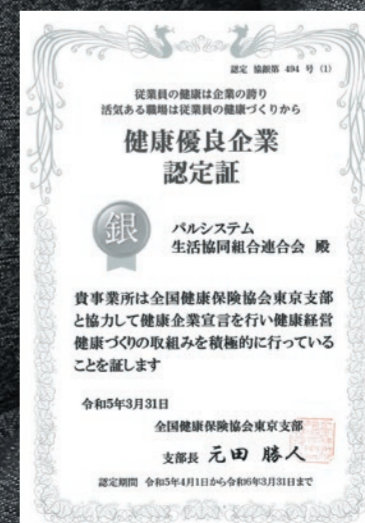 認定 協銀第 494 号 (1)
従業員の健康は企業の誇り
活気ある職場は従業員の健康づくりから
健康優良企業
認定証
銀
パルシステム
生活協同組合連合会 殿
貴事業所は全国健康保険協会東京支部
と協力して健康企業宣言を行い健康経営
健康づくりの取組みを積極的に行っている
ことを証します
令和5年3月31日
全国健康保険協会東京支部
支部長 元田 勝人
認定期間 令和5年4月1日から令和6年3月31日まで